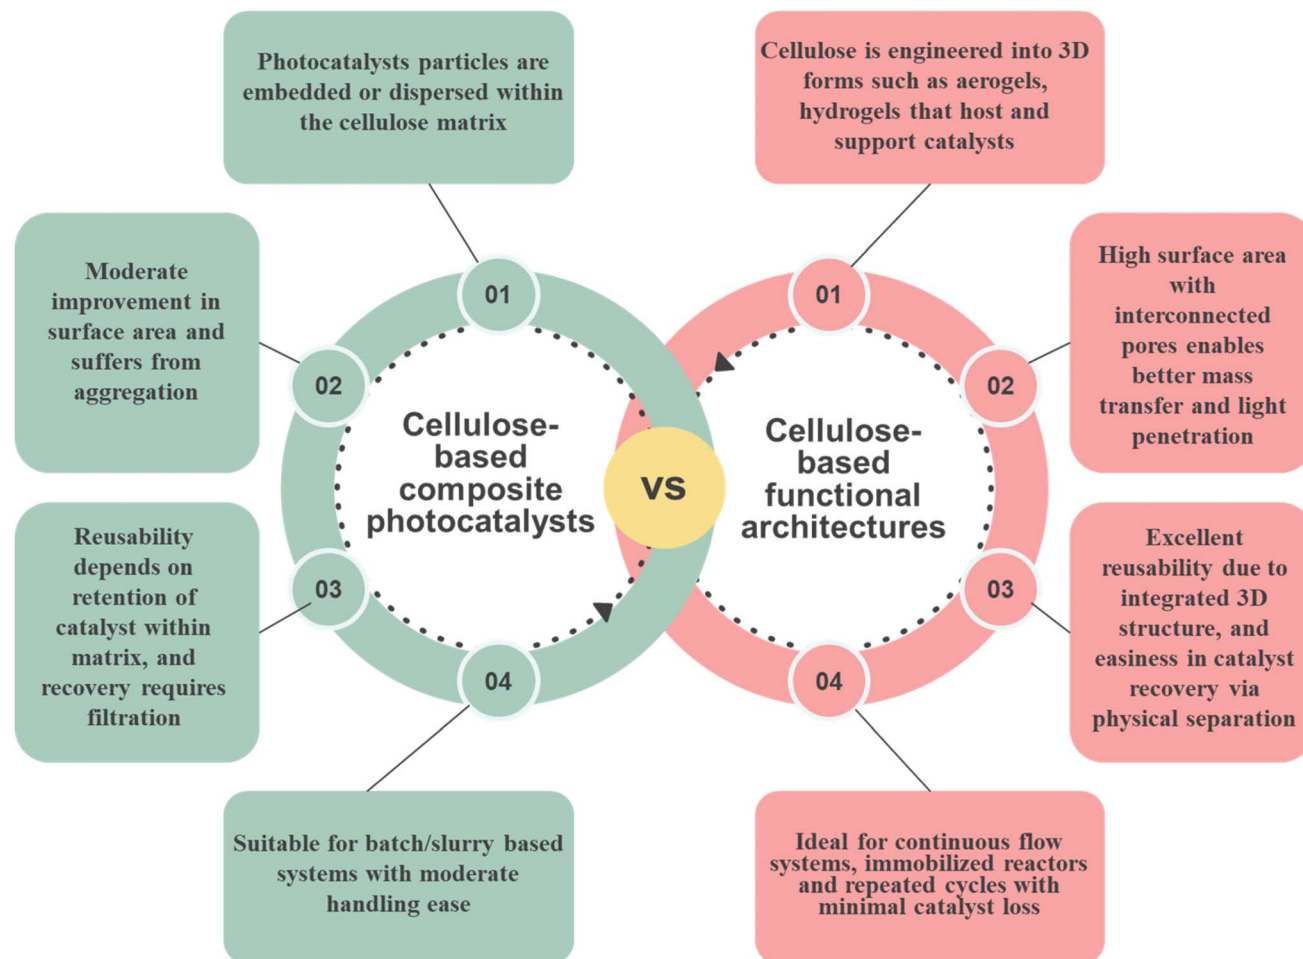 Photocatalysts particles are
embedded or dispersed within
the cellulose matrix
Moderate
improvement in
surface area and
suffers from
aggregation
Reusability
depends on
retention of
catalyst within
matrix, and
recovery requires
filtration
Suitable for batch/slurry based
systems with moderate
handling ease
01
02
03
04
Cellulose-
based
composite
photocatalysts
vs
Cellulose-
based
functional
architectures
01
02
03
04
Cellulose is engineered into 3D
forms such as aerogels,
hydrogels that host and
support catalysts
High surface area
with
interconnected
pores enables
better mass
transfer and light
penetration
Excellent
reusability due to
integrated 3D
structure, and
easiness in catalyst
recovery via
physical separation
Ideal for continuous flow
systems, immobilized reactors
and repeated cycles with
minimal catalyst loss